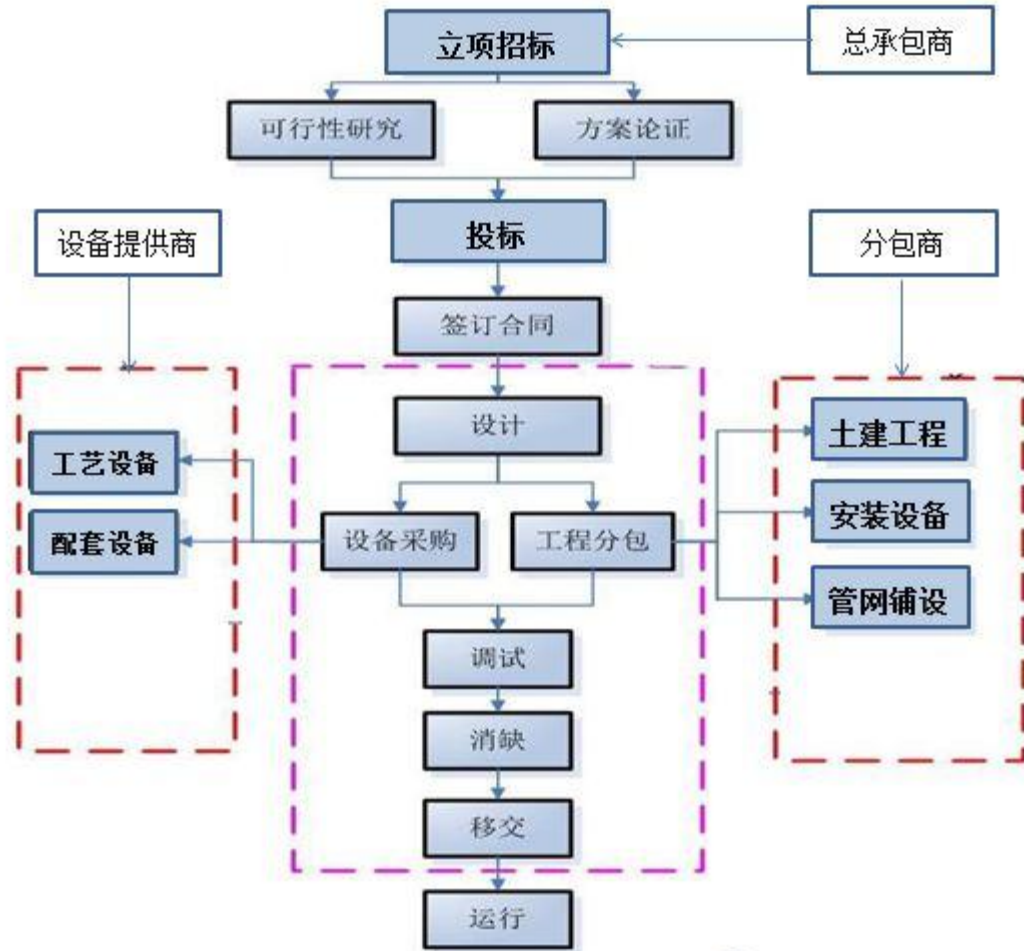 立项招标
总承包商
可行性研究
方案论证
设备提供商
投标
分包商
签订合同
设计
土建工程
工艺设备
安装设备
配套设备
设备采购
工程分包
管网铺设
调试
消缺
移交
运行